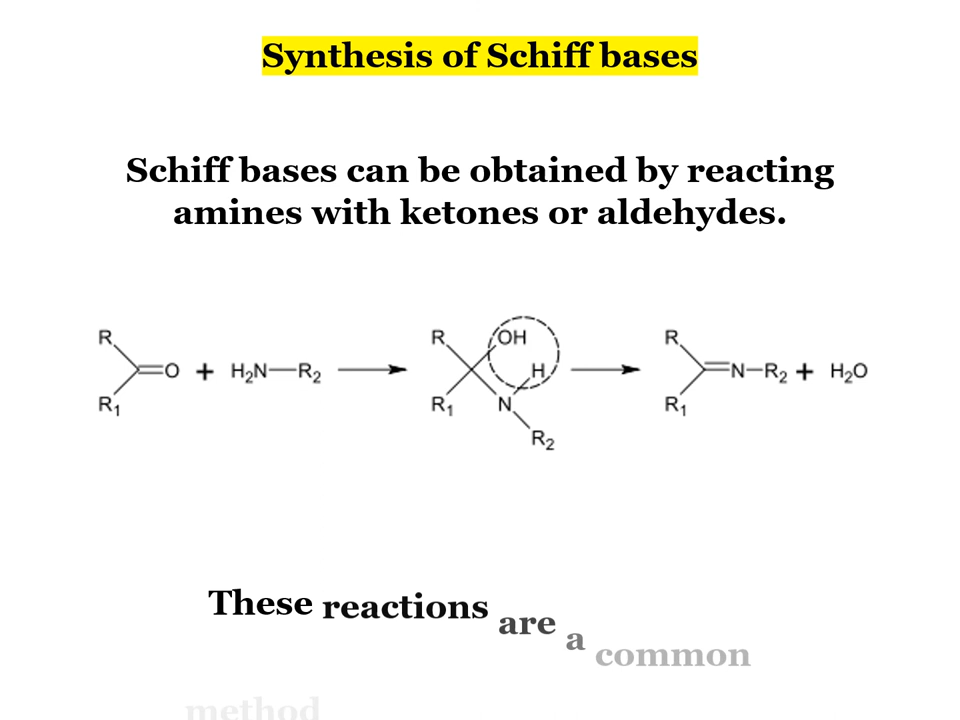 Synthesis of Schiff bases
Schiff bases can be obtained by reacting
amines with ketones or aldehydes.
R R₁ =O + H₂N—R₂ R R₁ OH H N R₂ R R₁ =N—R₂ + H₂O
These reactions are a common
method